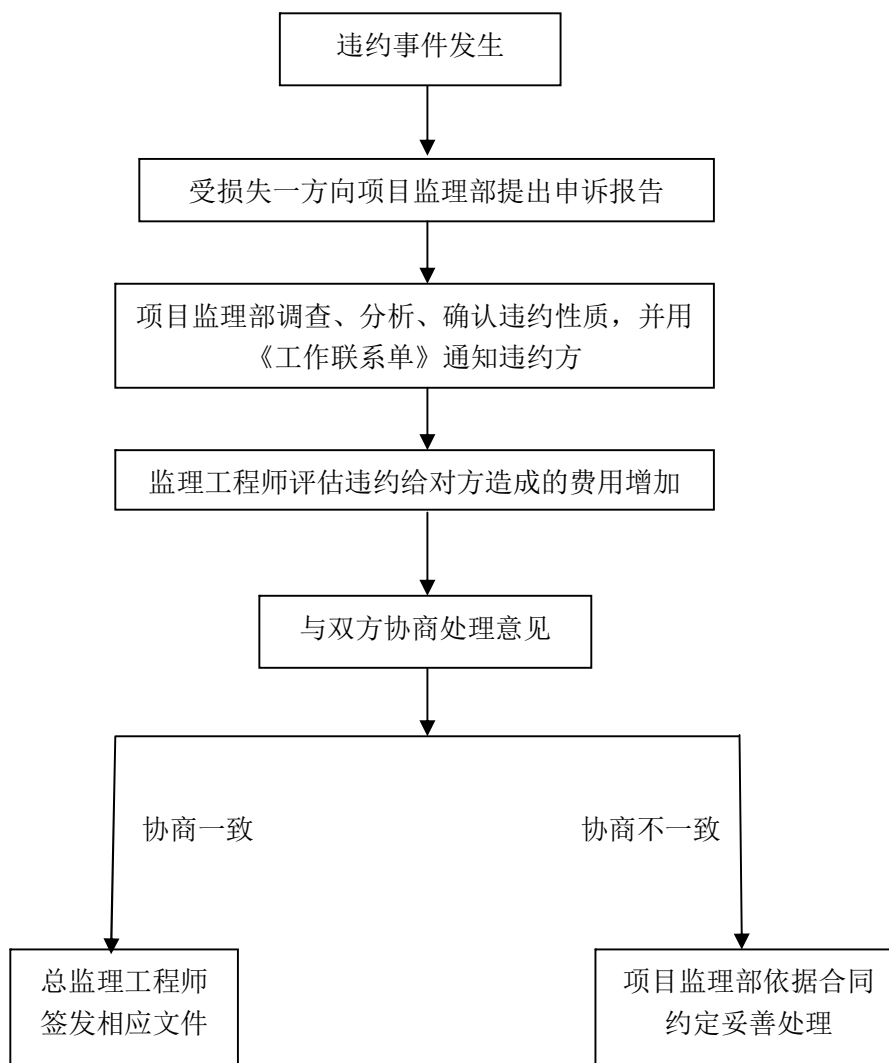 违约事件发生
受损失一方向项目监理部提出申诉报告
项目监理部调查、分析、确认违约性质，并用
《工作联系单》通知违约方
监理工程师评估违约给对方造成的费用增加
与双方协商处理意见
协商一致
协商不一致
总监理工程师
签发相应文件
项目监理部依据合同
约定妥善处理